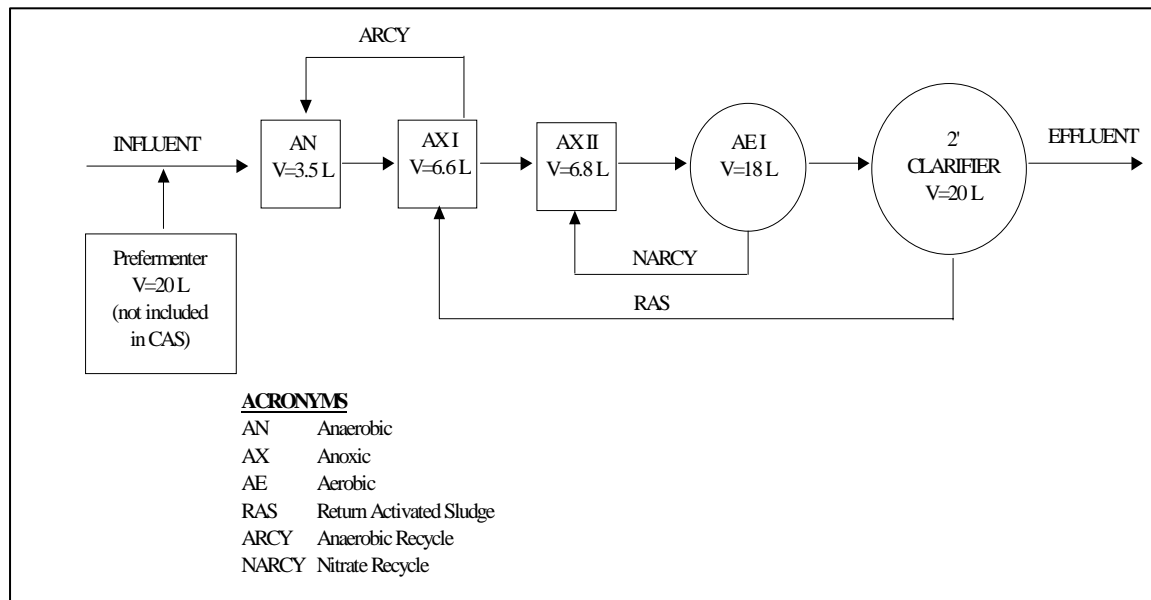 ARCY
INFLUENT
AN
V=3.5 L
AX I
V=6.6 L
AX II
V=6.8 L
AE I
V=18 L
2'
CLARIFIER
V=20 L
EFFLUENT
Prefermenter
V=20 L
(not included
in CAS)
NARCY
RAS
ACRONYMS
AN Anaerobic
AX Anoxic
AE Aerobic
RAS Return Activated Sludge
ARCY Anaerobic Recycle
NARCY Nitrate Recycle